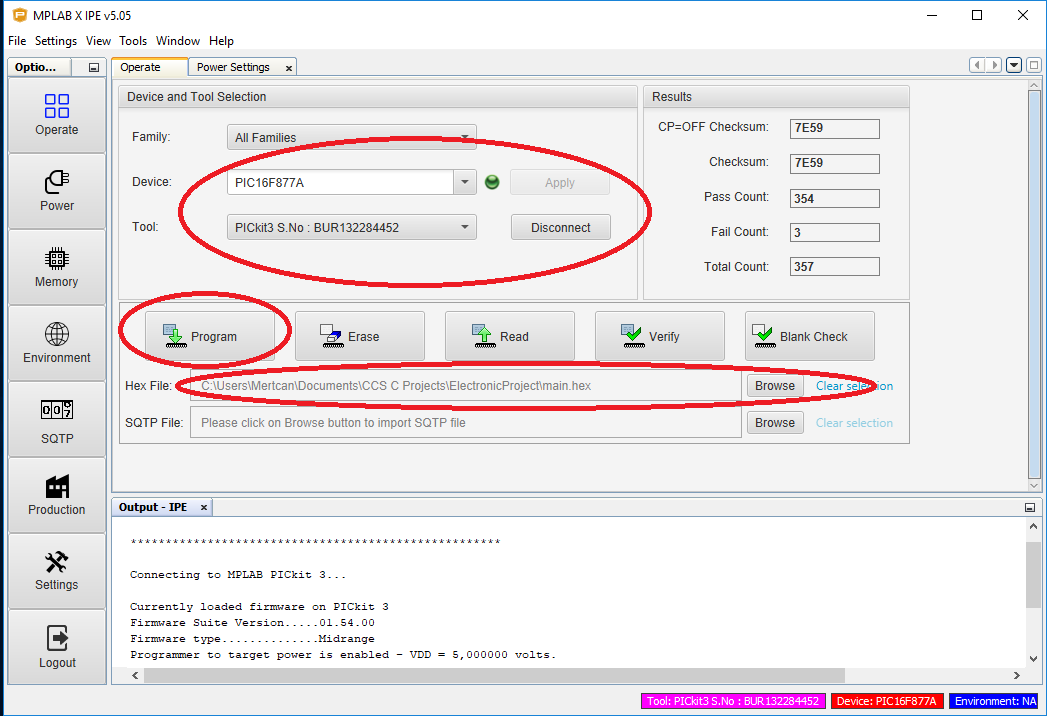 MPLAB X IPE v5.05
File Settings View Tools Window Help
Optio...
Operate
Power
Memory
Environment
SQTP
Production
Settings
Logout
Operate Power Settings
Device and Tool Selection
Family: All Families
Device: PIC16F877A Apply
Tool: PICkit3 S.No : BUR132284452 Disconnect
Results
CP=OFF Checksum: 7E59
Checksum: 7E59
Pass Count: 354
Fail Count: 3
Total Count: 357
Program Erase Read Verify Blank Check
Hex File: C:\Users\Mertcan\Documents\CCS C Projects\ElectronicProject\main.hex Browse Clear selection
SQTP File: Please click on Browse button to import SQTP file Browse Clear selection
Output - IPE
*****************************************************
Connecting to MPLAB PICkit 3...
Currently loaded firmware on PICkit 3
Firmware Suite Version.....01.54.00
Firmware type..............Midrange
Programmer to target power is enabled - VDD = 5,000000 volts.
Tool: PICkit3 S.No : BUR132284452 Device: PIC16F877A Environment: NA